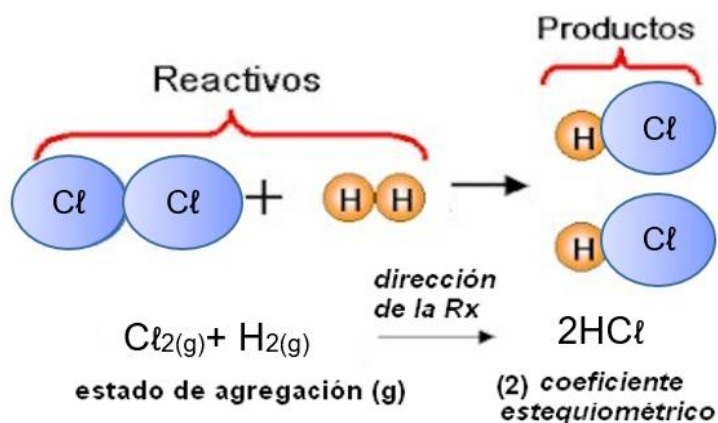 Productos
Reactivos
H Cℓ
Cℓ Cℓ + H H
H Cℓ
dirección
de la Rx
Cℓ2(g)+ H2(g)
2HCℓ
estado de agregación (g)
(2) coeficiente
estequiométrico